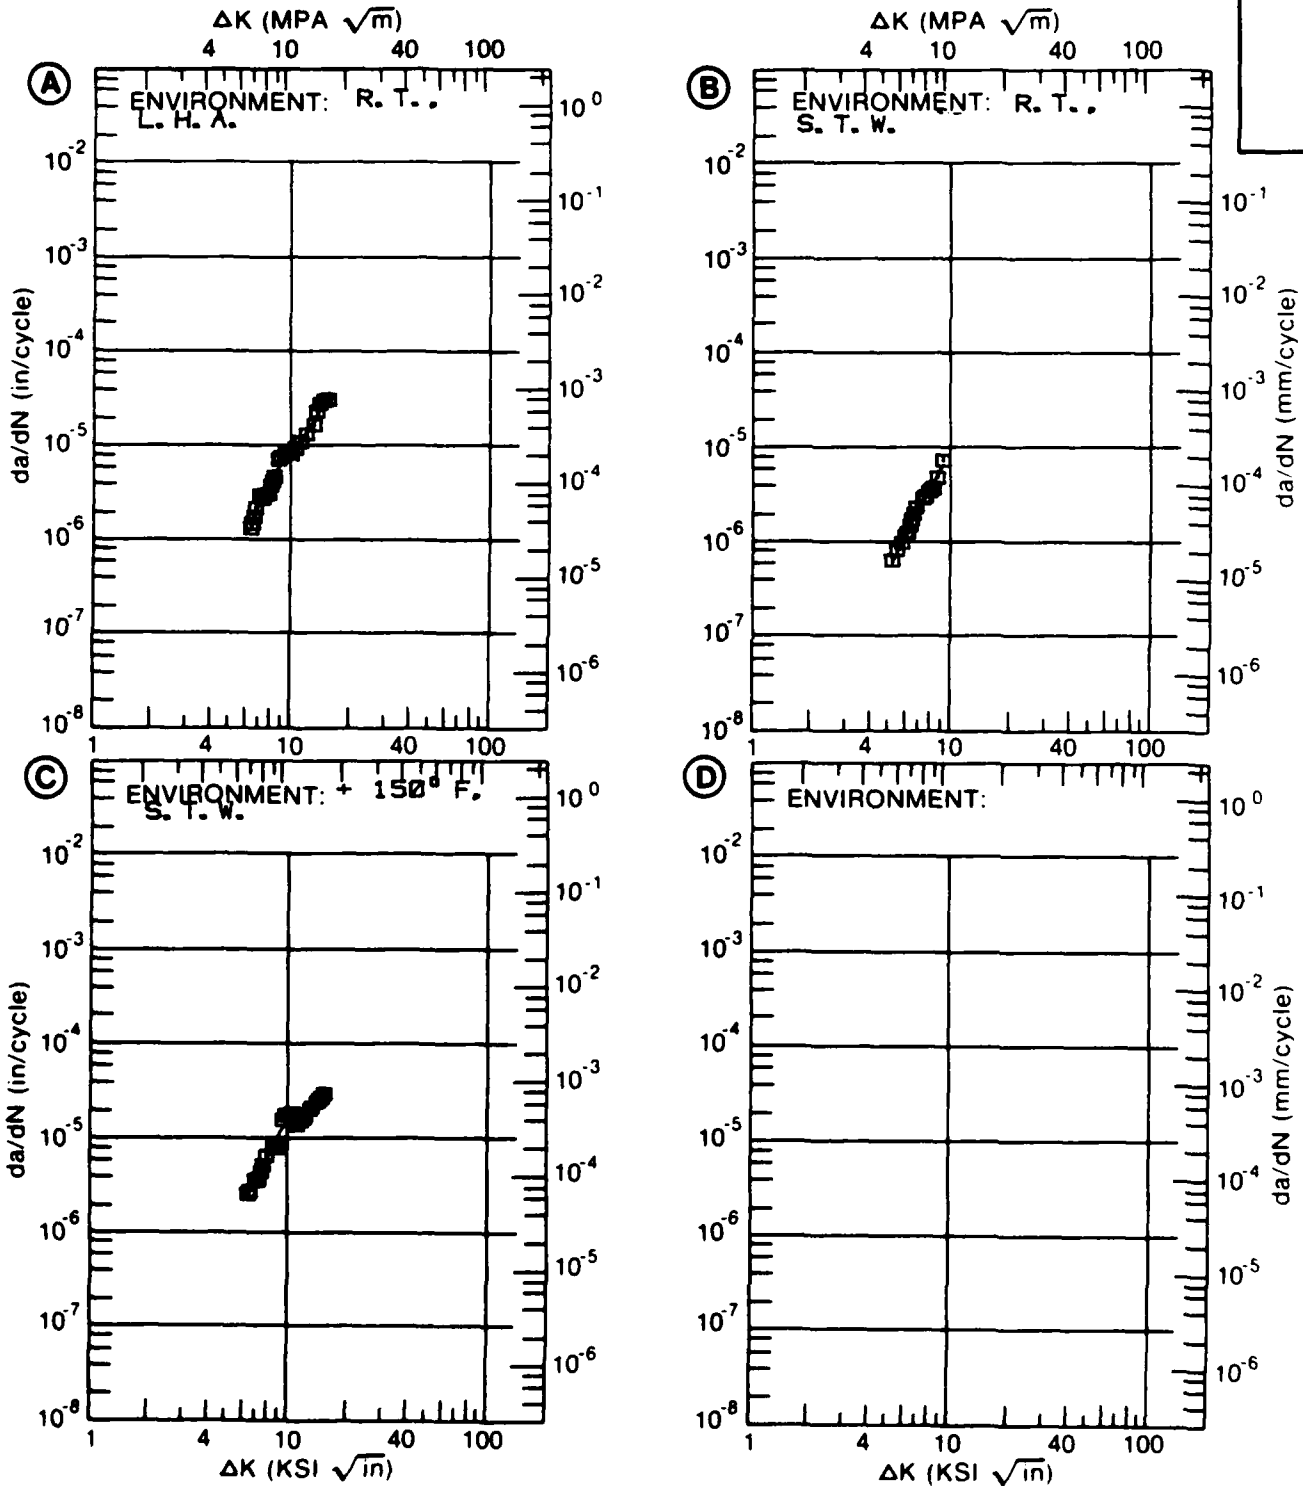 ΔK (MPA √m)
4 10 40 100
A
ENVIRONMENT: R. T.,
L. H. A.
10⁰
10⁻¹
10⁻²
10⁻³
10⁻⁴
10⁻⁵
10⁻⁶
10⁻²
10⁻³
10⁻⁴
10⁻⁵
10⁻⁶
10⁻⁷
10⁻⁸
da/dN (in/cycle)
1 4 10 40 100
ΔK (MPA √m)
4 10 40 100
B
ENVIRONMENT: R. T.,
S. T. W.
10⁻²
10⁻³
10⁻⁴
10⁻⁵
10⁻⁶
10⁻⁷
10⁻⁸
10⁻¹
10⁻²
10⁻³
10⁻⁴
10⁻⁵
10⁻⁶
da/dN (mm/cycle)
1 4 10 40 100
C
ENVIRONMENT: + 150° F.
S. T. W.
10⁻²
10⁻³
10⁻⁴
10⁻⁵
10⁻⁶
10⁻⁷
10⁻⁸
da/dN (in/cycle)
10⁰
10⁻¹
10⁻²
10⁻³
10⁻⁴
10⁻⁵
10⁻⁶
1 4 10 40 100
ΔK (KSI √in)
D
ENVIRONMENT:
10⁻²
10⁻³
10⁻⁴
10⁻⁵
10⁻⁶
10⁻⁷
10⁻⁸
10⁰
10⁻¹
10⁻²
10⁻³
10⁻⁴
10⁻⁵
10⁻⁶
da/dN (mm/cycle)
1 4 10 40 100
ΔK (KSI √in)